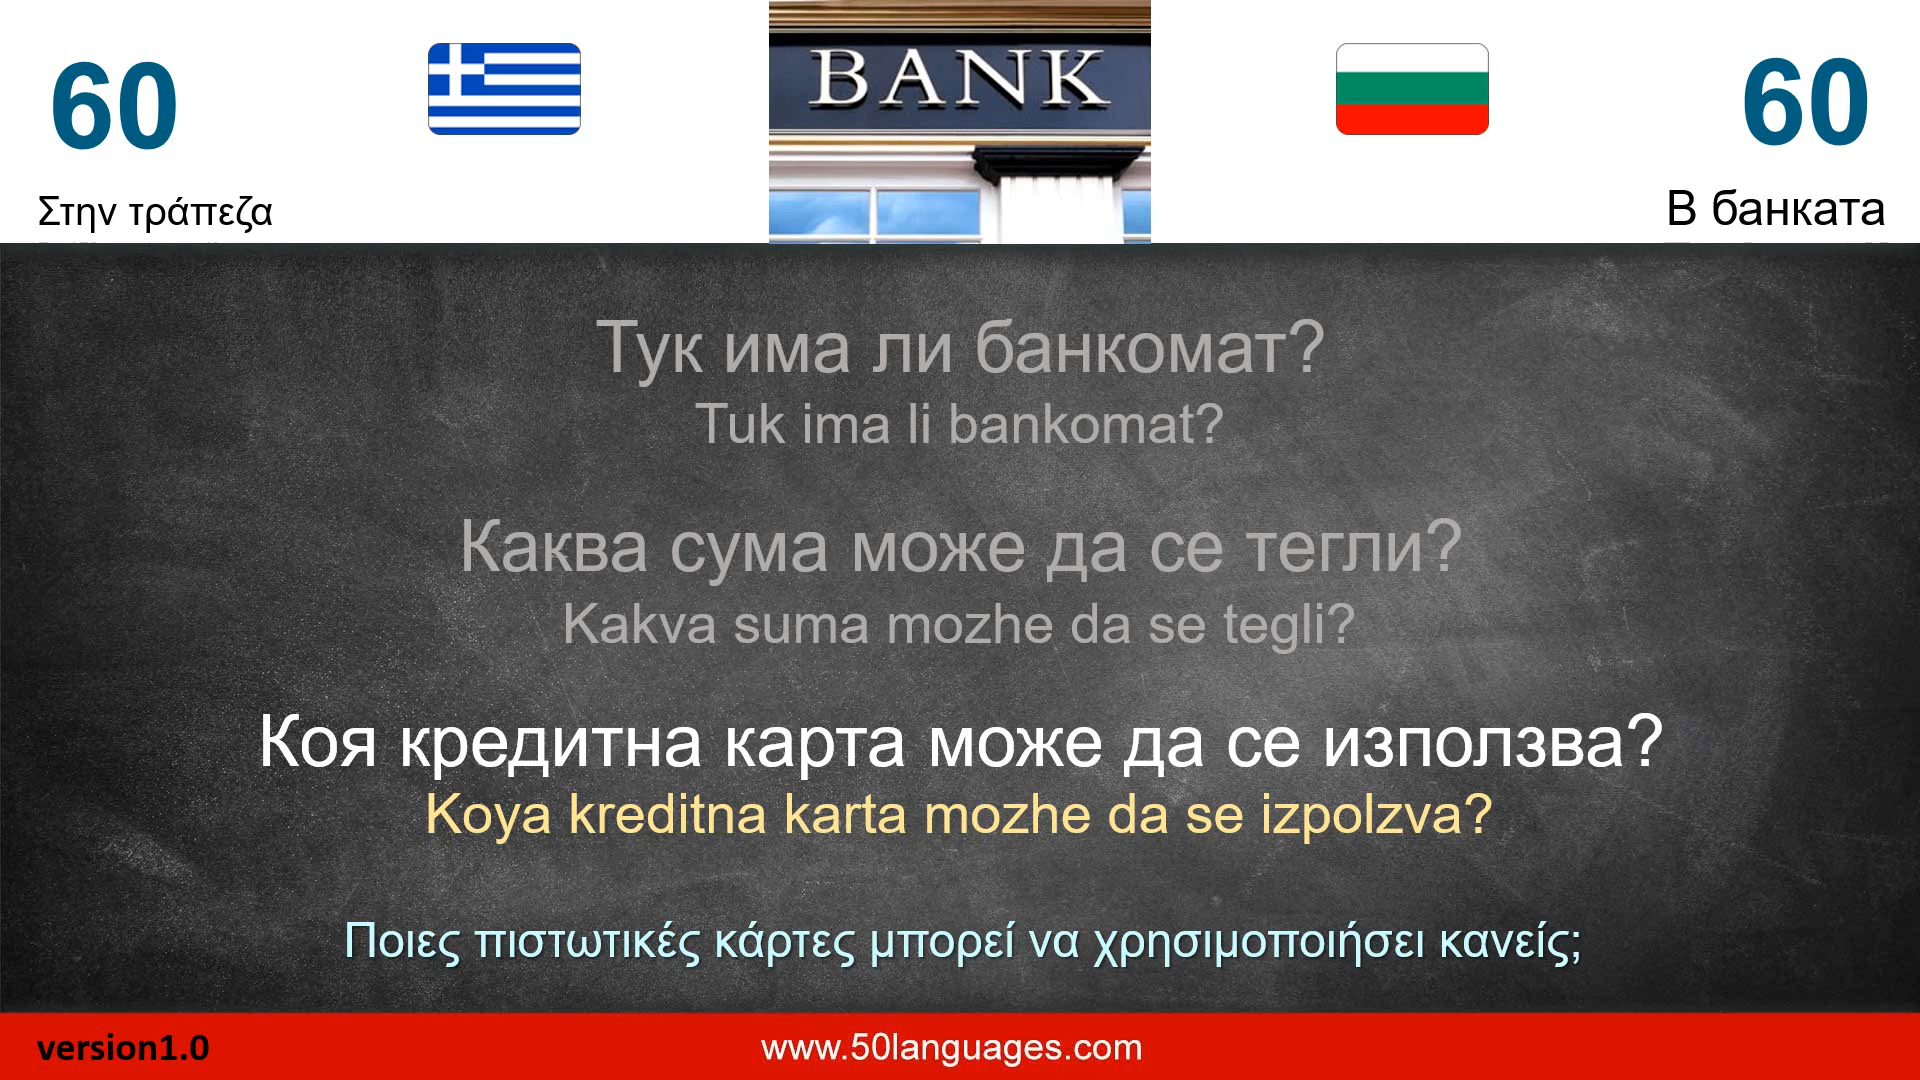 60
BANK
60
Στην τράπεζα
В банката
Тук има ли банкомат?
Tuk ima li bankomat?
Каква сума може да се тегли?
Kakva suma mozhe da se tegli?
Коя кредитна карта може да се използва?
Koya kreditna karta mozhe da se izpolzva?
Ποιες πιστωτικές κάρτες μπορεί να χρησιμοποιήσει κανείς;
version1.0
www.50languages.com